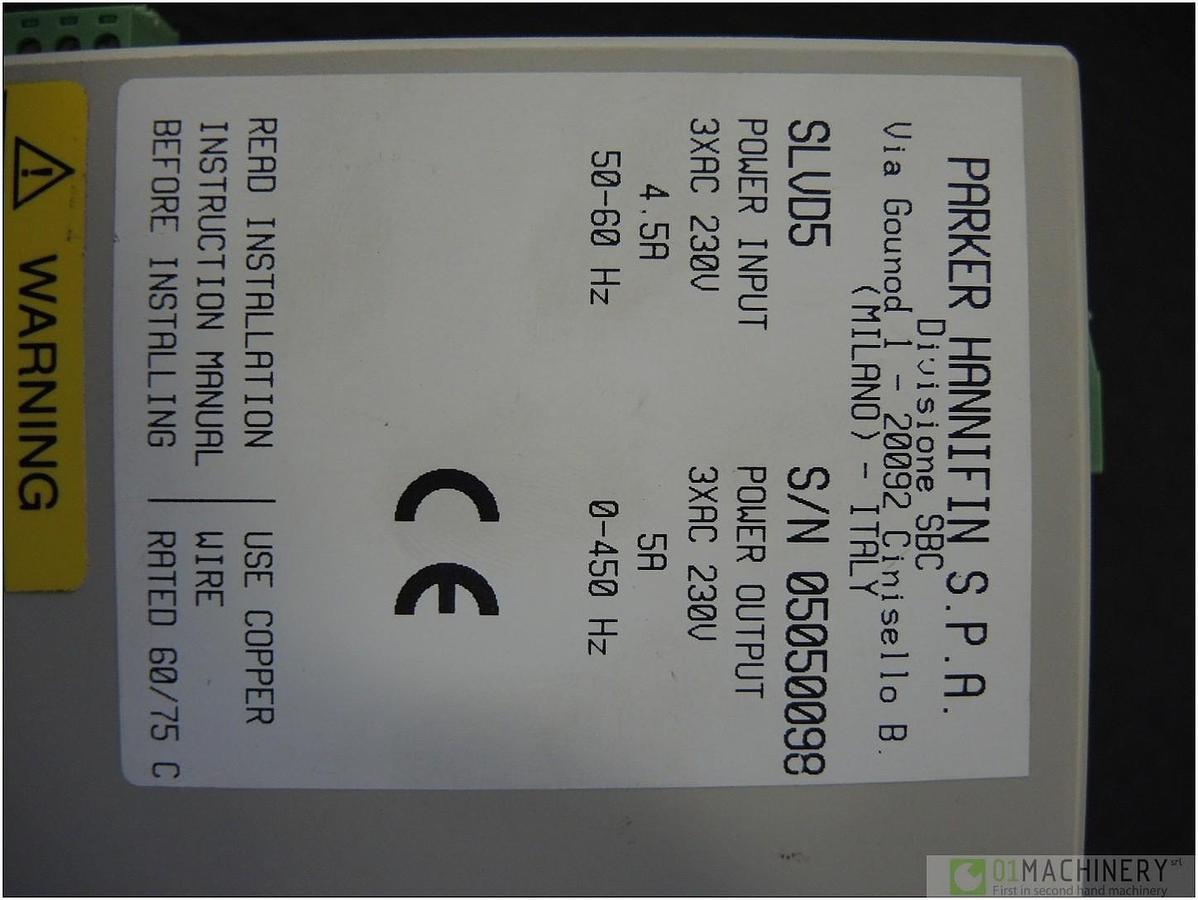 PARKER HANNIFIN S.P.A.
Divisione SBC
Via Gounod 1 - 20092 Cinisello B.
(MILANO) - ITALY
SLVD5 S/N 05050098
POWER INPUT POWER OUTPUT
3XAC 230V 3XAC 230V
4.5A 5A
50-60 Hz 0-450 Hz
CE
READ INSTALLATION | USE COPPER
INSTRUCTION MANUAL | WIRE
BEFORE INSTALLING | RATED 60/75 C
WARNING
01MACHINERY srl
First in second hand machinery